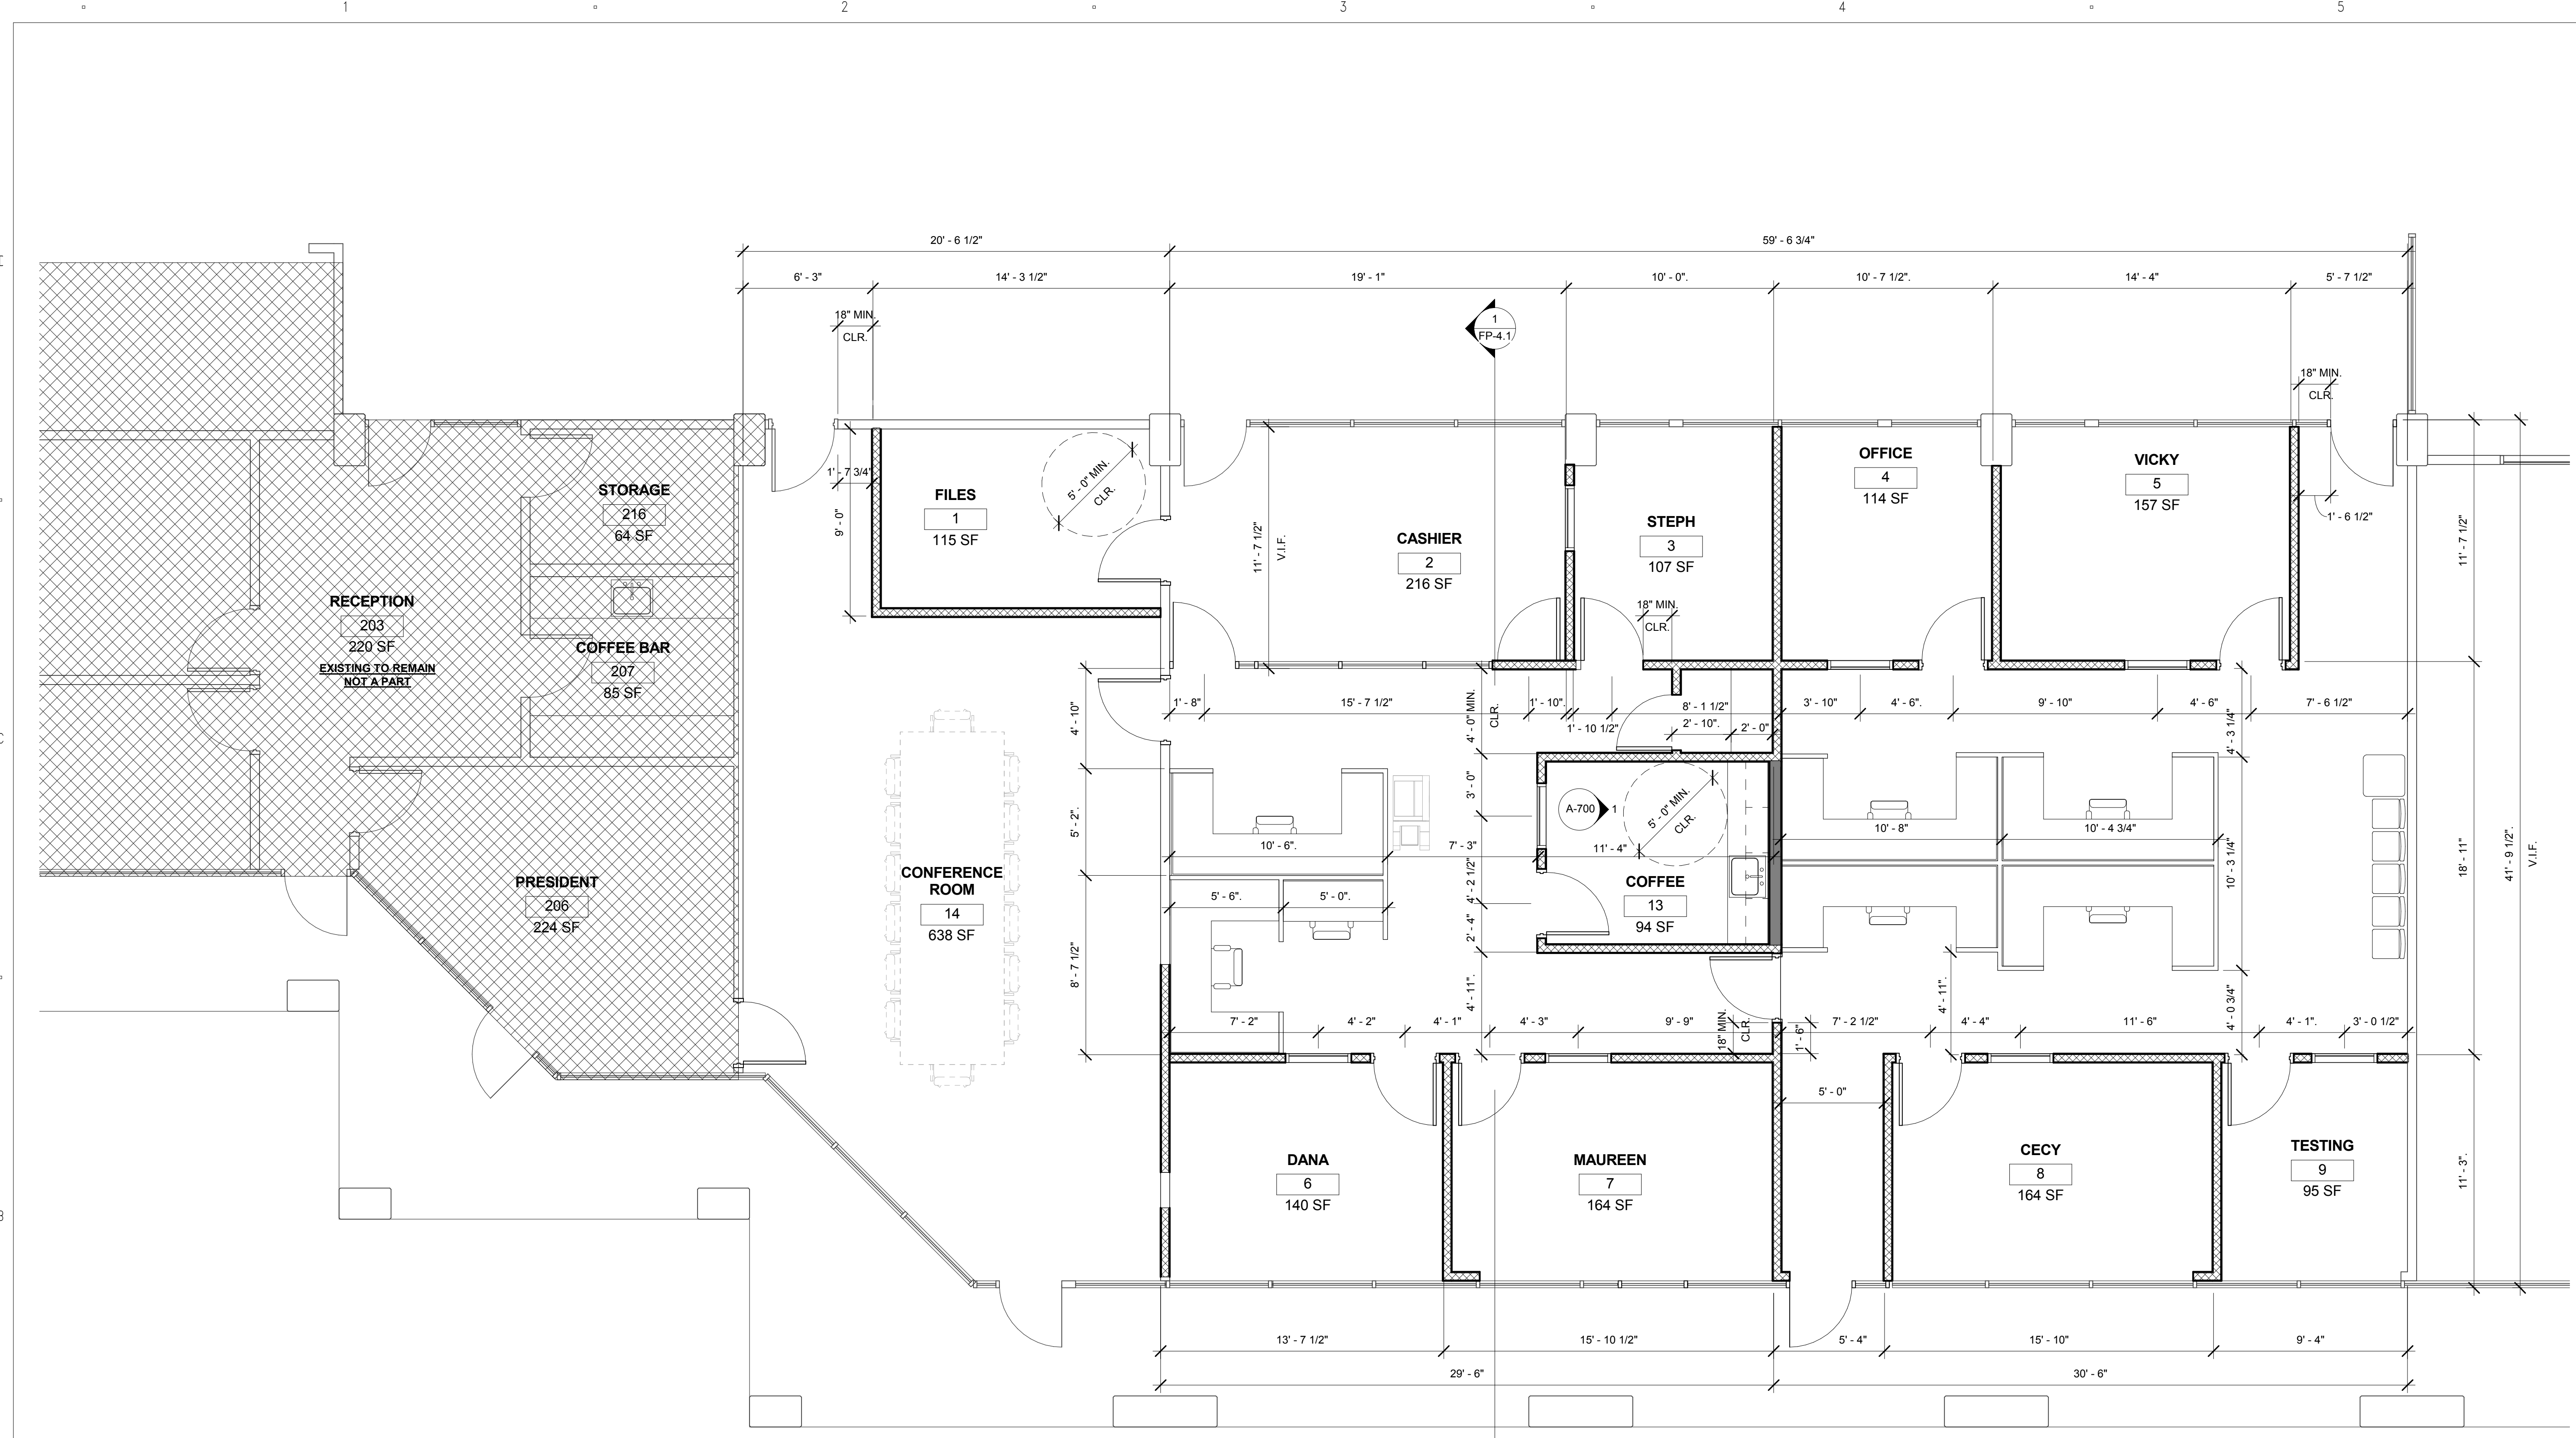 1
2
3
4
5
20' - 6 1/2"
59' - 6 3/4"
6' - 3"
14' - 3 1/2"
19' - 1"
10' - 0".
10' - 7 1/2".
14' - 4"
5' - 7 1/2"
18" MIN.
CLR.
1
FP-4.1
18" MIN.
CLR.
STORAGE
216
64 SF
1' - 7 3/4"
9' - 0"
FILES
1
115 SF
5' - 0" MIN.
CLR.
11' - 7 1/2"
V.I.F.
CASHIER
2
216 SF
STEPH
3
107 SF
OFFICE
4
114 SF
VICKY
5
157 SF
1' - 6 1/2"
11' - 7 1/2"
RECEPTION
203
220 SF
EXISTING TO REMAIN
NOT A PART
COFFEE BAR
207
85 SF
18" MIN.
CLR.
4' - 10"
1' - 8"
15' - 7 1/2"
4' - 0" MIN.
CLR.
1' - 10".
1' - 10 1/2"
8' - 1 1/2"
2' - 10".
2' - 0"
3' - 10"
4' - 6".
9' - 10"
4' - 6"
7' - 6 1/2"
4' - 3 1/4"
5' - 2"
3' - 0"
A-700
1
5' - 0" MIN.
CLR.
10' - 6".
7' - 3"
11' - 4"
10' - 8"
10' - 4 3/4"
10' - 3 1/4"
18' - 11"
41' - 9 1/2".
V.I.F.
PRESIDENT
206
224 SF
CONFERENCE
ROOM
14
638 SF
5' - 6".
5' - 0".
4' - 2 1/2"
2' - 4"
COFFEE
13
94 SF
8' - 7 1/2"
4' - 11".
4' - 11".
4' - 0 3/4"
7' - 2"
4' - 2"
4' - 1"
4' - 3"
9' - 9"
18" MIN.
CLR.
1' - 6"
7' - 2 1/2"
4' - 4"
11' - 6"
4' - 1".
3' - 0 1/2"
5' - 0"
DANA
6
140 SF
MAUREEN
7
164 SF
CECY
8
164 SF
TESTING
9
95 SF
11' - 3".
13' - 7 1/2"
15' - 10 1/2"
5' - 4"
15' - 10"
9' - 4"
29' - 6"
30' - 6"